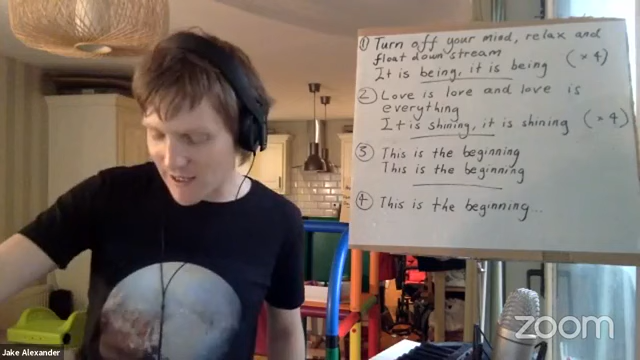 ① Turn off your mind, relax and
float down stream (×4)
It is being, it is being
② Love is love and love is
everything
It is shining, it is shining (×4)
③ This is the beginning
This is the beginning
④ This is the beginning...
zoom
Jake Alexander